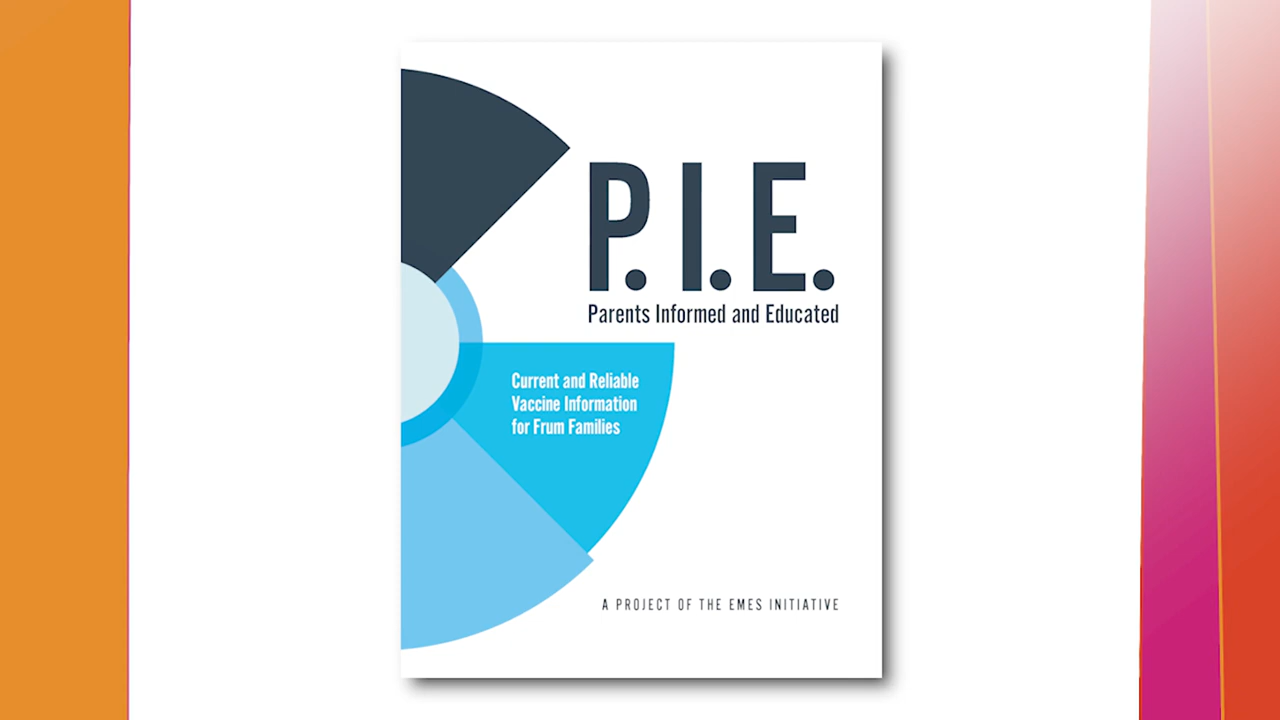 P.I.E.
Parents Informed and Educated
Current and Reliable
Vaccine Information
for Frum Families
A PROJECT OF THE EMES INITIATIVE